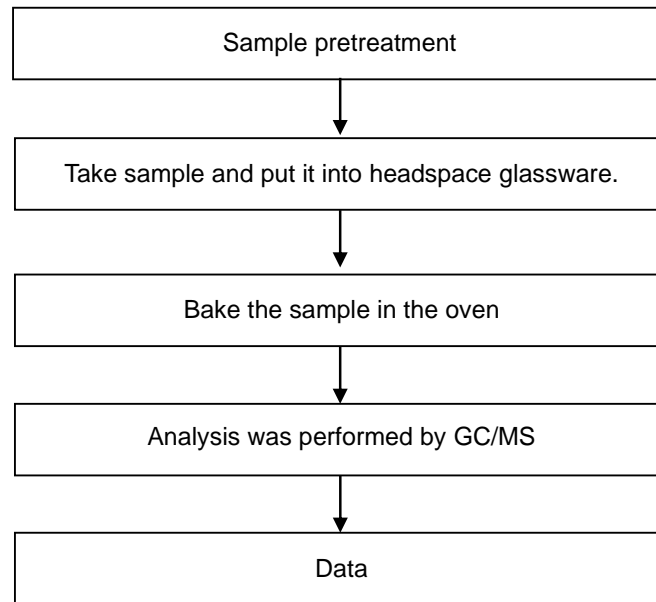 Sample pretreatment
Take sample and put it into headspace glassware.
Bake the sample in the oven
Analysis was performed by GC/MS
Data